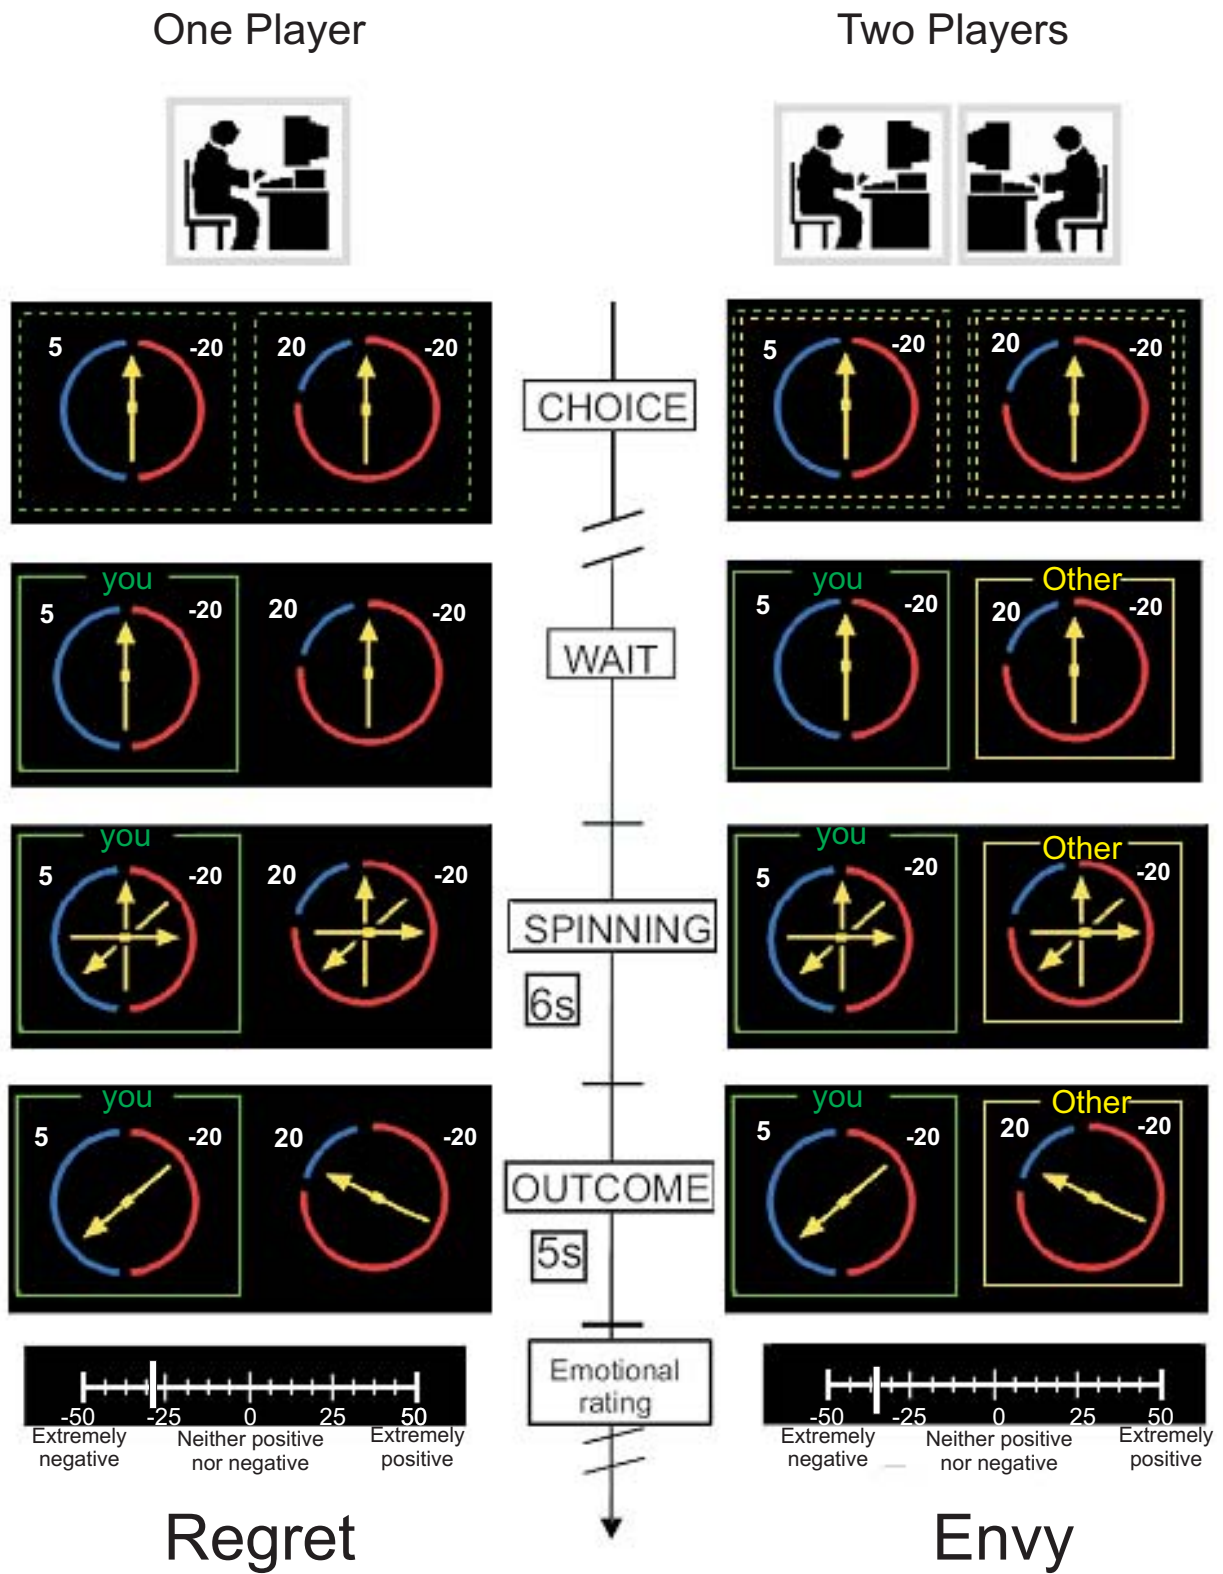 One Player
Two Players
5 -20 20 -20
CHOICE
5 -20 20 -20
you
5 -20 20 -20
WAIT
you Other
5 -20 20 -20
you
5 -20 20 -20
SPINNING
6s
you Other
5 -20 20 -20
you
5 -20 20 -20
OUTCOME
5s
you Other
5 -20 20 -20
-50 -25 0 25 50
Extremely negative
Neither positive nor negative
Extremely positive
Emotional
rating
-50 -25 0 25 50
Extremely negative
Neither positive nor negative
Extremely positive
Regret
Envy